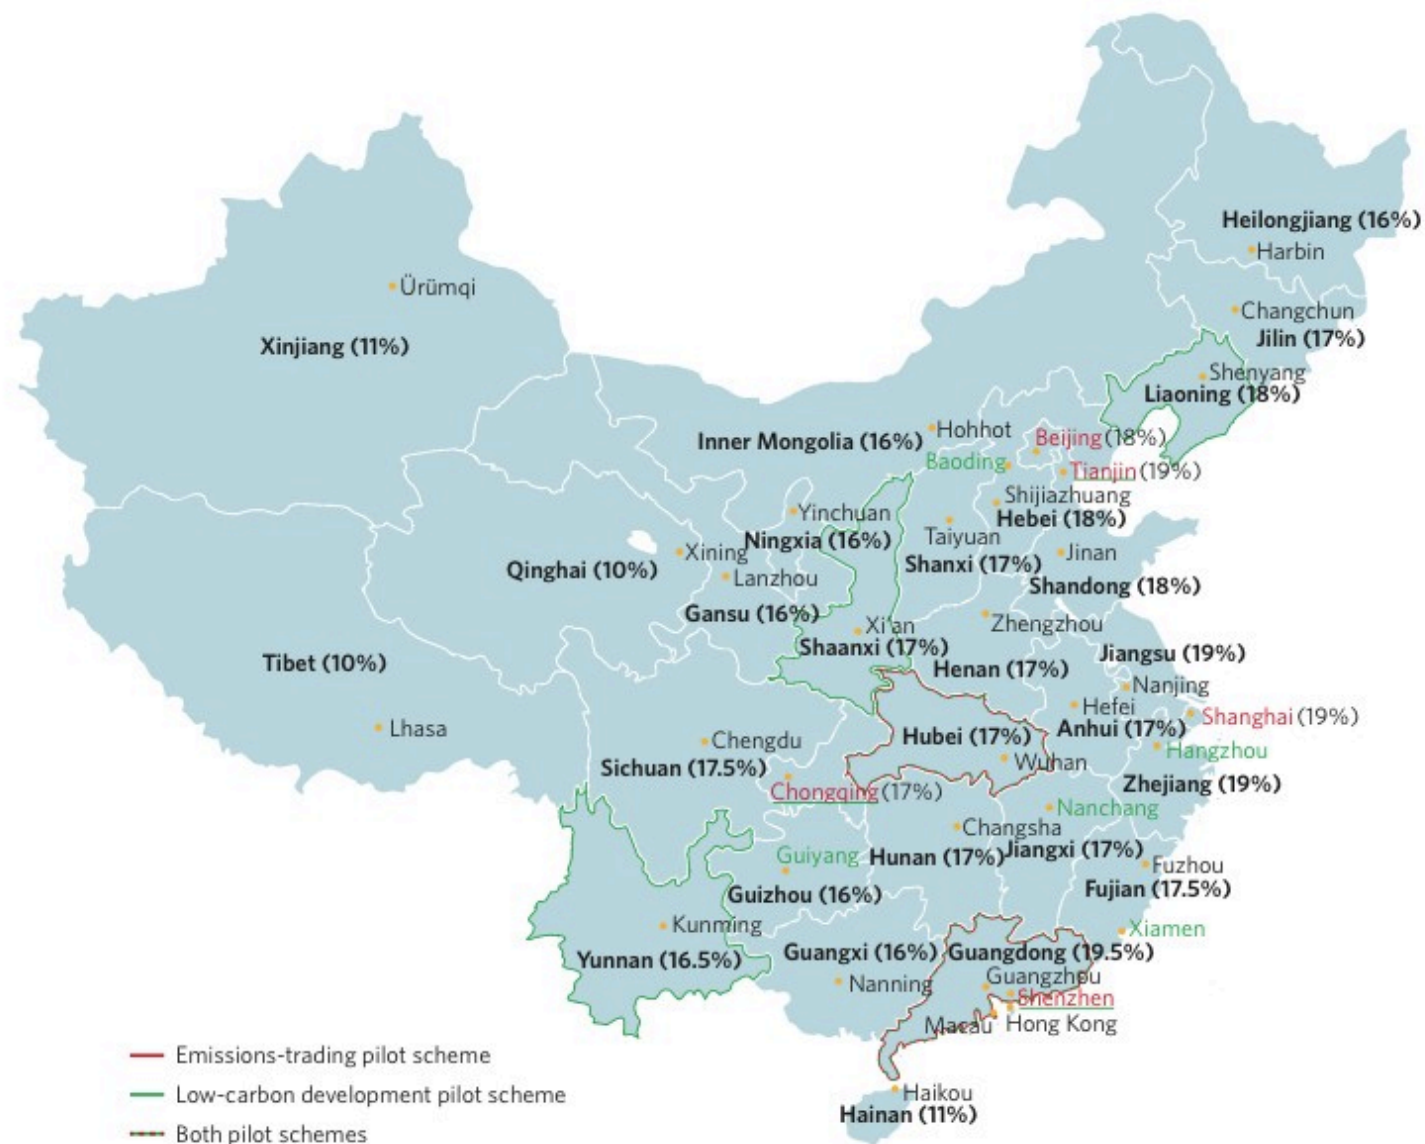 Heilongjiang (16%)
Harbin
Ürümqi
Changchun
Jilin (17%)
Xinjiang (11%)
Shenyang
Liaoning (18%)
Hohhot
Inner Mongolia (16%)
Beijing (18%)
Baoding
Tianjin (19%)
Shijiazhuang
Hebei (18%)
Yinchuan
Ningxia (16%)
Taiyuan
Shanxi (17%)
Xining
Jinan
Qinghai (10%)
Lanzhou
Shandong (18%)
Gansu (16%)
Xi'an
Zhengzhou
Shaanxi (17%)
Jiangsu (19%)
Tibet (10%)
Henan (17%)
Nanjing
Hefei
Shanghai (19%)
Lhasa
Anhui (17%)
Chengdu
Hubei (17%)
Hangzhou
Sichuan (17.5%)
Wuhan
Zhejiang (19%)
Chongqing (17%)
Nanchang
Changsha
Guiyang
Hunan (17%)
Jiangxi (17%)
Fuzhou
Guizhou (16%)
Fujian (17.5%)
Kunming
Xiamen
Yunnan (16.5%)
Guangxi (16%)
Guangdong (19.5%)
Guangzhou
Nanning
Shenzhen
Macau
Hong Kong
Emissions-trading pilot scheme
Low-carbon development pilot scheme
Haikou
Hainan (11%)
Both pilot schemes